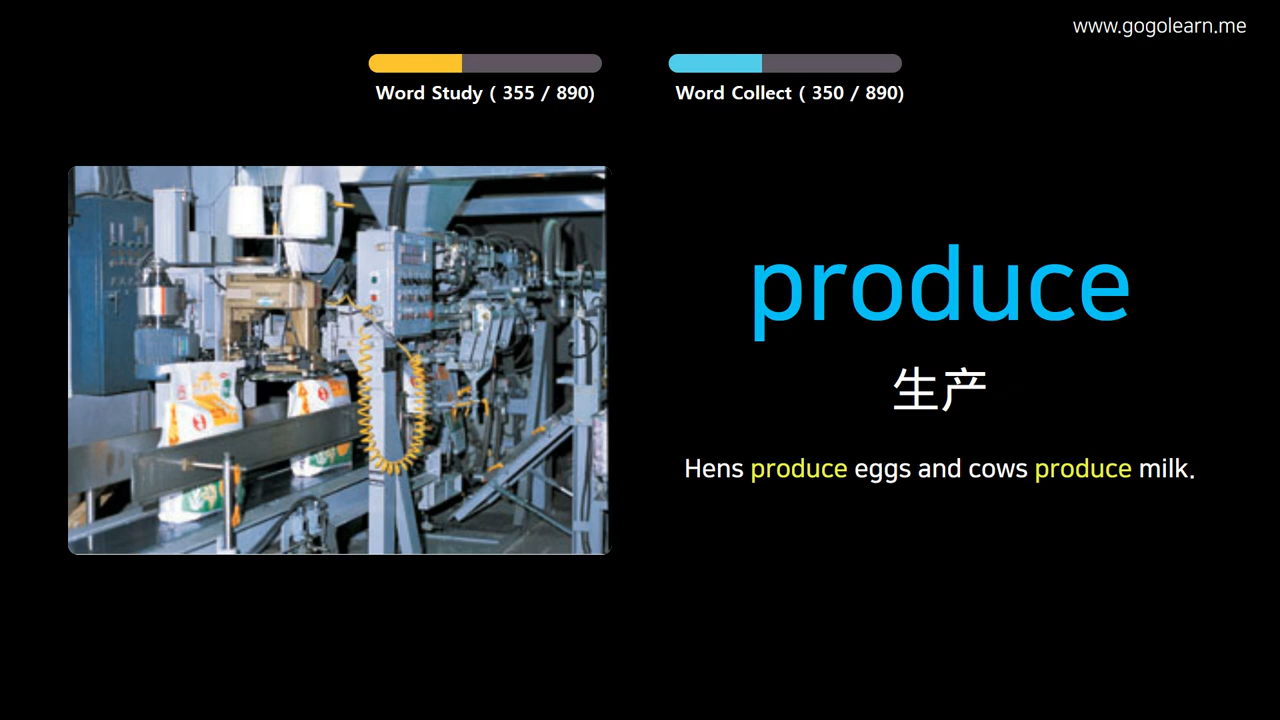 www.gogolearn.me
Word Study ( 355 / 890)
Word Collect ( 350 / 890)
produce
生产
Hens produce eggs and cows produce milk.